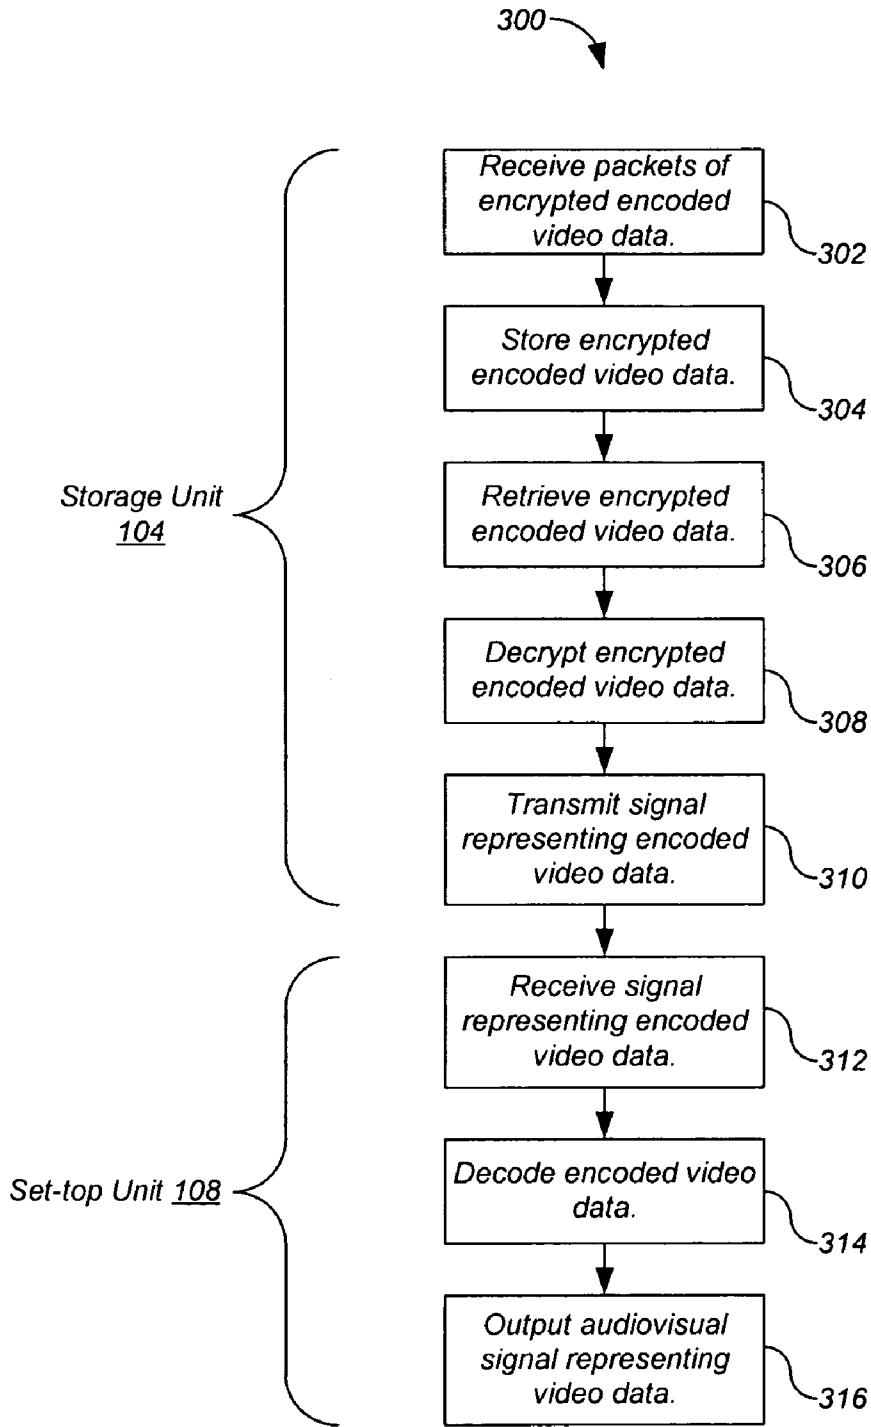 300
Receive packets of
encrypted encoded
video data.
302
Store encrypted
encoded video data.
304
Storage Unit
104
Retrieve encrypted
encoded video data.
306
Decrypt encrypted
encoded video data.
308
Transmit signal
representing encoded
video data.
310
Receive signal
representing encoded
video data.
312
Set-top Unit 108
Decode encoded video
data.
314
Output audiovisual
signal representing
video data.
316